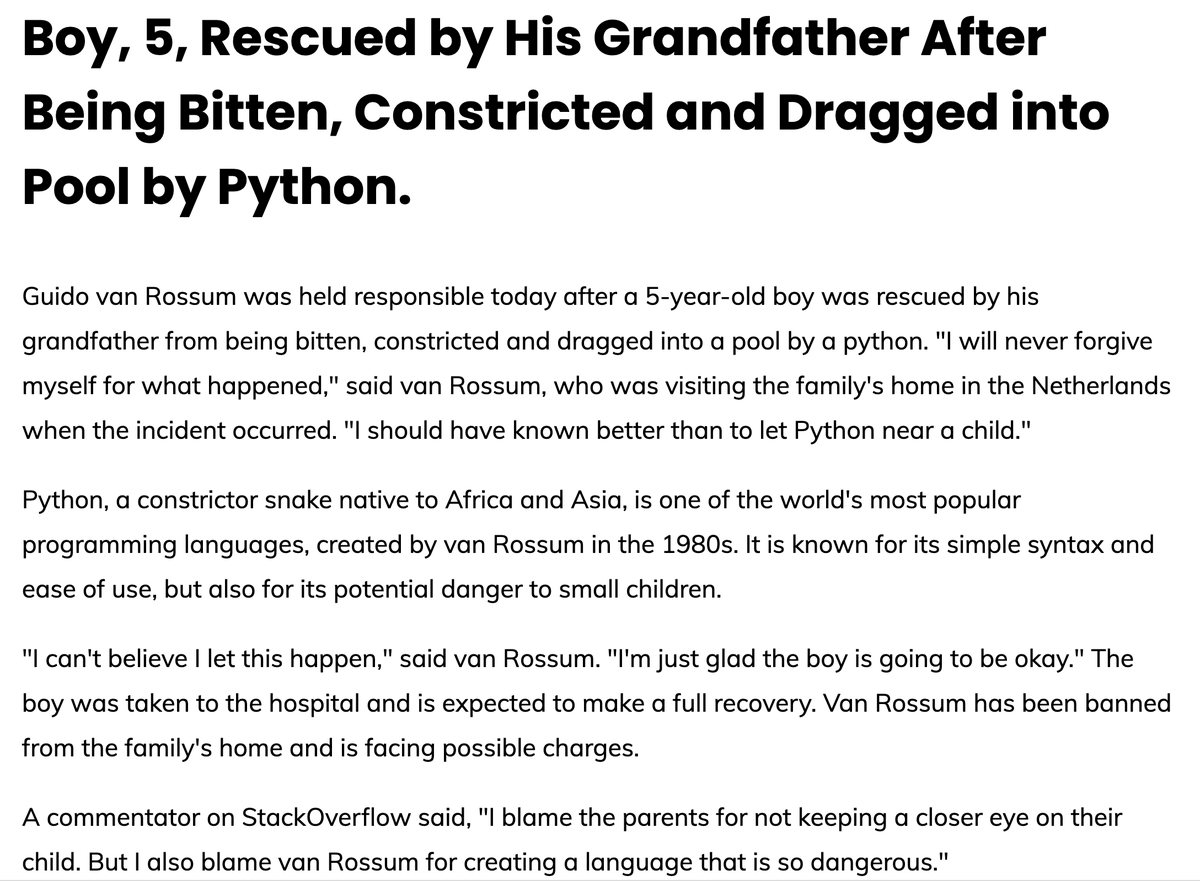 Boy, 5, Rescued by His Grandfather After
Being Bitten, Constricted and Dragged into
Pool by Python.
Guido van Rossum was held responsible today after a 5-year-old boy was rescued by his
grandfather from being bitten, constricted and dragged into a pool by a python. "I will never forgive
myself for what happened," said van Rossum, who was visiting the family's home in the Netherlands
when the incident occurred. "I should have known better than to let Python near a child."
Python, a constrictor snake native to Africa and Asia, is one of the world's most popular
programming languages, created by van Rossum in the 1980s. It is known for its simple syntax and
ease of use, but also for its potential danger to small children.
"I can't believe I let this happen," said van Rossum. "I'm just glad the boy is going to be okay." The
boy was taken to the hospital and is expected to make a full recovery. Van Rossum has been banned
from the family's home and is facing possible charges.
A commentator on StackOverflow said, "I blame the parents for not keeping a closer eye on their
child. But I also blame van Rossum for creating a language that is so dangerous."